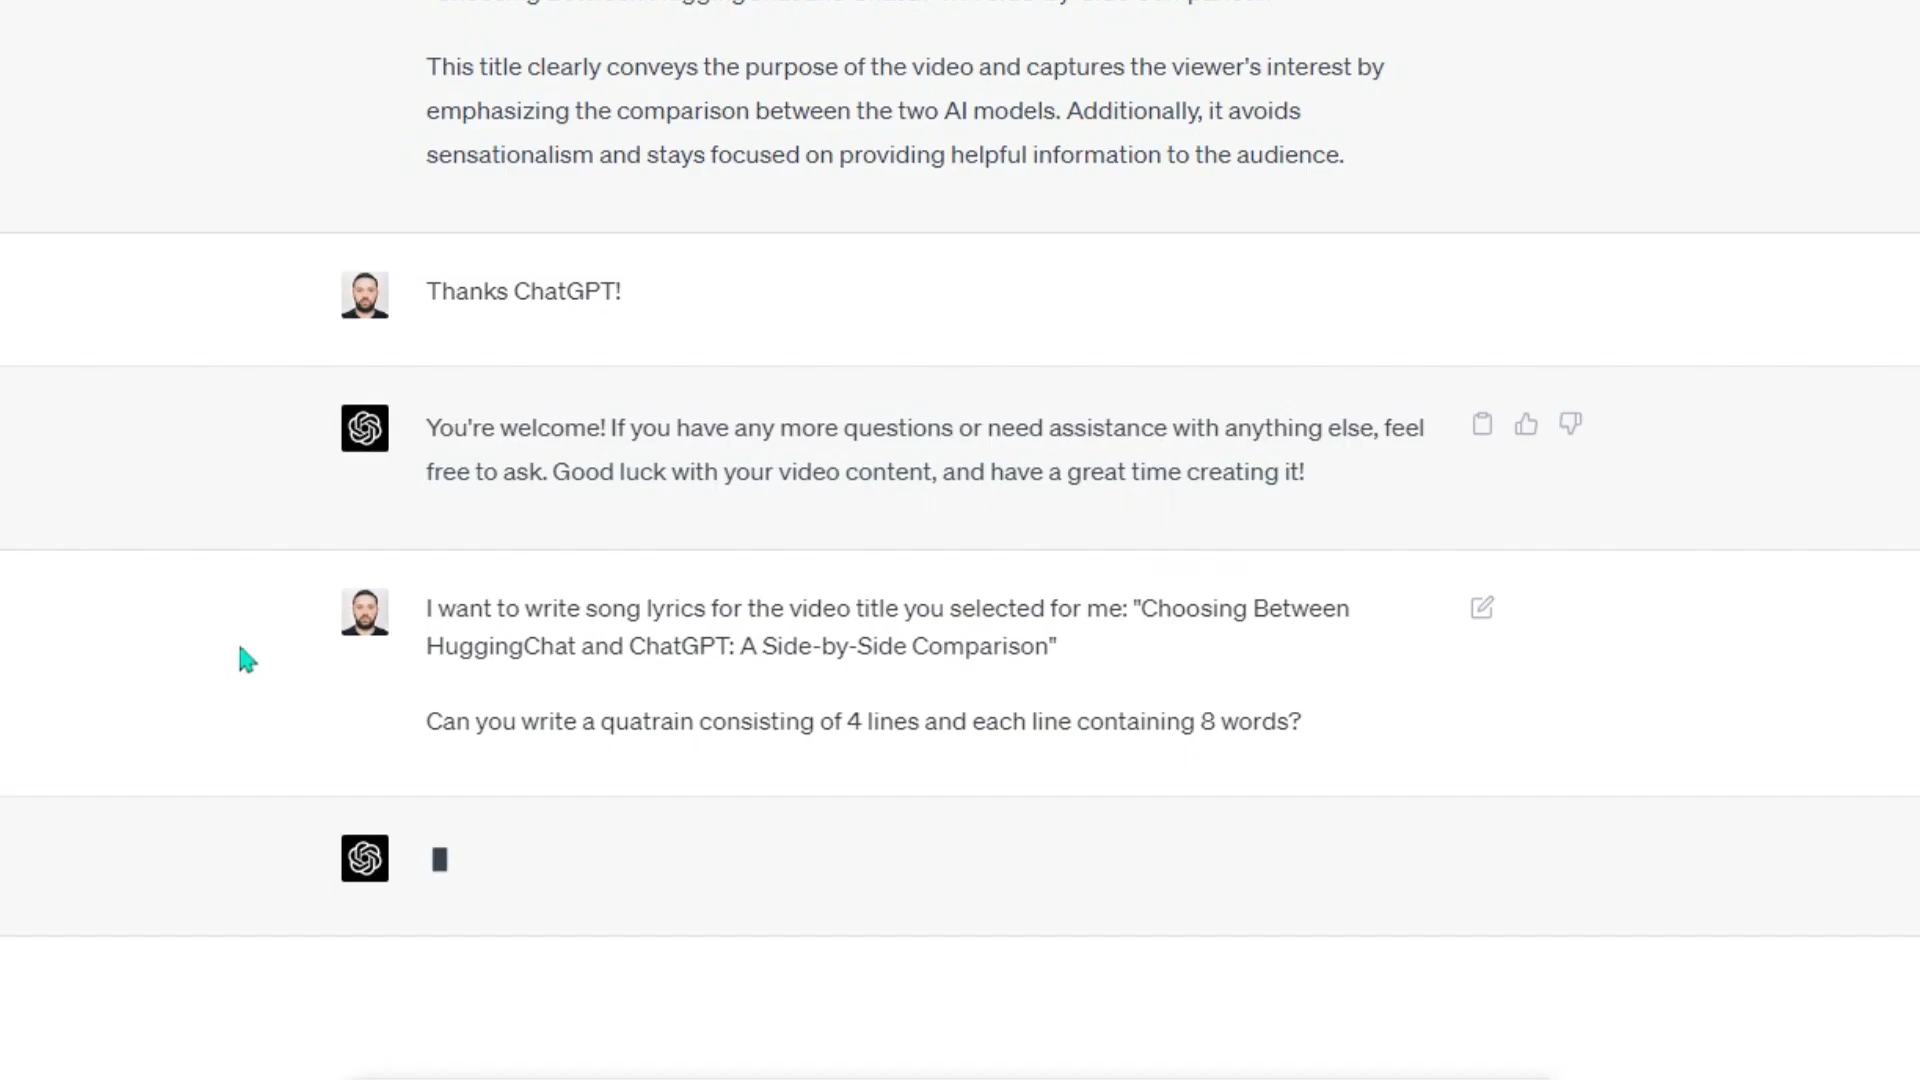 This title clearly conveys the purpose of the video and captures the viewer's interest by
emphasizing the comparison between the two AI models. Additionally, it avoids
sensationalism and stays focused on providing helpful information to the audience.
Thanks ChatGPT!
You're welcome! If you have any more questions or need assistance with anything else, feel
free to ask. Good luck with your video content, and have a great time creating it!
I want to write song lyrics for the video title you selected for me: "Choosing Between
HuggingChat and ChatGPT: A Side-by-Side Comparison"
Can you write a quatrain consisting of 4 lines and each line containing 8 words?